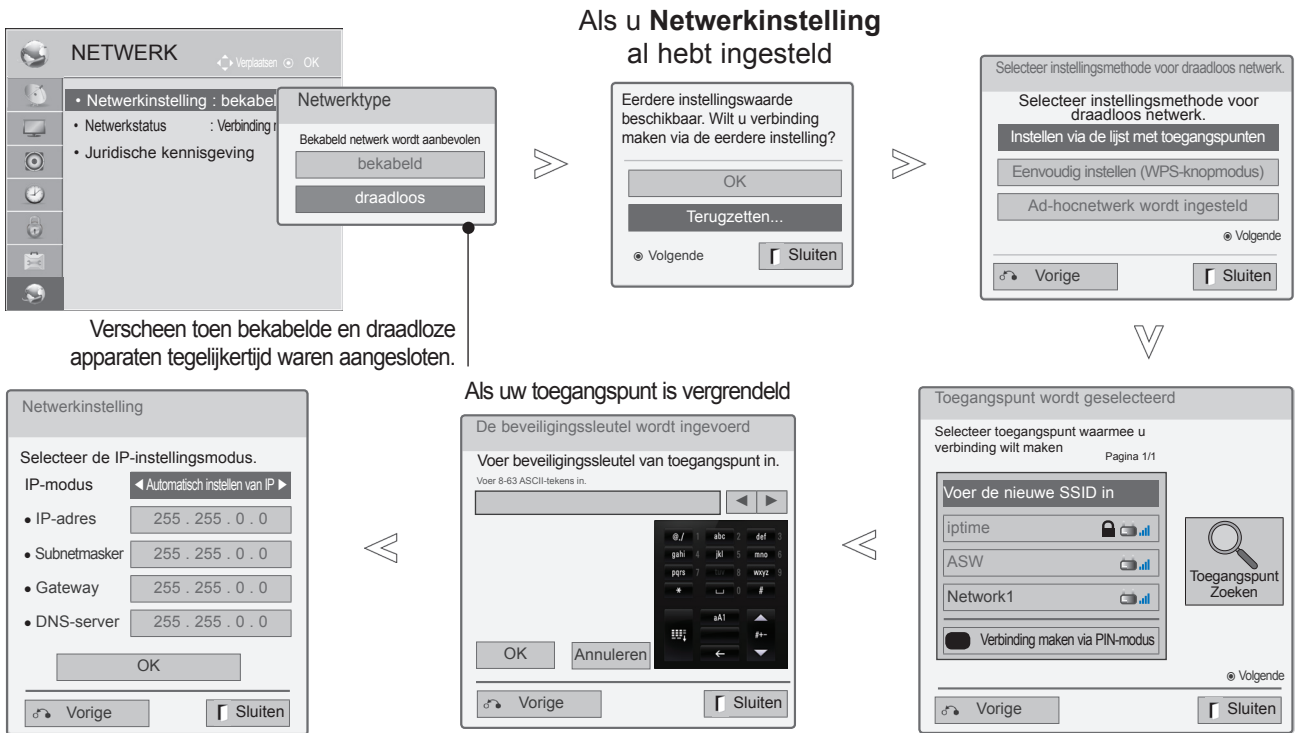 NETWERK
Verplaatsen OK
• Netwerkinstelling : bekabel
• Netwerkstatus : Verbinding
• Juridische kennisgeving
Netwerktype
Bekabeld netwerk wordt aanbevolen
bekabeld
draadloos
Verscheen toen bekabelde en draadloze
apparaten tegelijkertijd waren aangesloten.
Als u Netwerkinstelling
al hebt ingesteld
Eerdere instellingswaarde
beschikbaar. Wilt u verbinding
maken via de eerdere instelling?
OK
Terugzetten...
Volgende
Sluiten
Selecteer instellingsmethode voor draadloos netwerk.
Selecteer instellingsmethode voor
draadloos netwerk.
Instellen via de lijst met toegangspunten
Eenvoudig instellen (WPS-knopmodus)
Ad-hocnetwerk wordt ingesteld
Volgende
Vorige
Sluiten
Toegangspunt wordt geselecteerd
Selecteer toegangspunt waarmee u
verbinding wilt maken
Pagina 1/1
Voer de nieuwe SSID in
iptime
ASW
Network1
Verbinding maken via PIN-modus
Toegangspunt
Zoeken
Volgende
Vorige
Sluiten
Als uw toegangspunt is vergrendeld
De beveiligingssleutel wordt ingevoerd
Voer beveiligingssleutel van toegangspunt in.
Voer 8-63 ASCII-tekens in.
@./ 1 abc 2 def 3
gahi 4 jkl 5 mno 6
pqrs 7 tuv 8 wxyz 9
* 0 #
aA1
#+-
OK
Annuleren
Vorige
Sluiten
Netwerkinstelling
Selecteer de IP-instellingsmodus.
IP-modus ◀ Automatisch instellen van IP ▶
• IP-adres 255 . 255 . 0 . 0
• Subnetmasker 255 . 255 . 0 . 0
• Gateway 255 . 255 . 0 . 0
• DNS-server 255 . 255 . 0 . 0
OK
Vorige
Sluiten